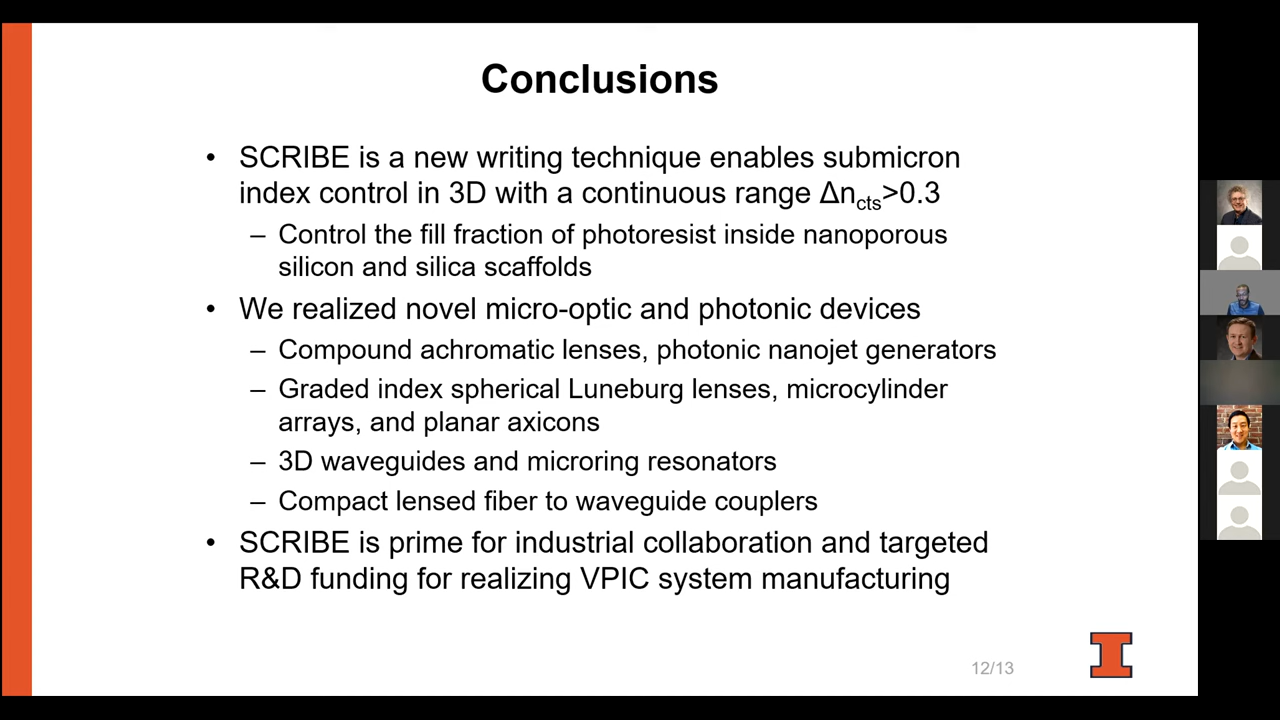 Conclusions
• SCRIBE is a new writing technique enables submicron
index control in 3D with a continuous range Δncts>0.3
– Control the fill fraction of photoresist inside nanoporous
silicon and silica scaffolds
• We realized novel micro-optic and photonic devices
– Compound achromatic lenses, photonic nanojet generators
– Graded index spherical Luneburg lenses, microcylinder
arrays, and planar axicons
– 3D waveguides and microring resonators
– Compact lensed fiber to waveguide couplers
• SCRIBE is prime for industrial collaboration and targeted
R&D funding for realizing VPIC system manufacturing
12/13
I